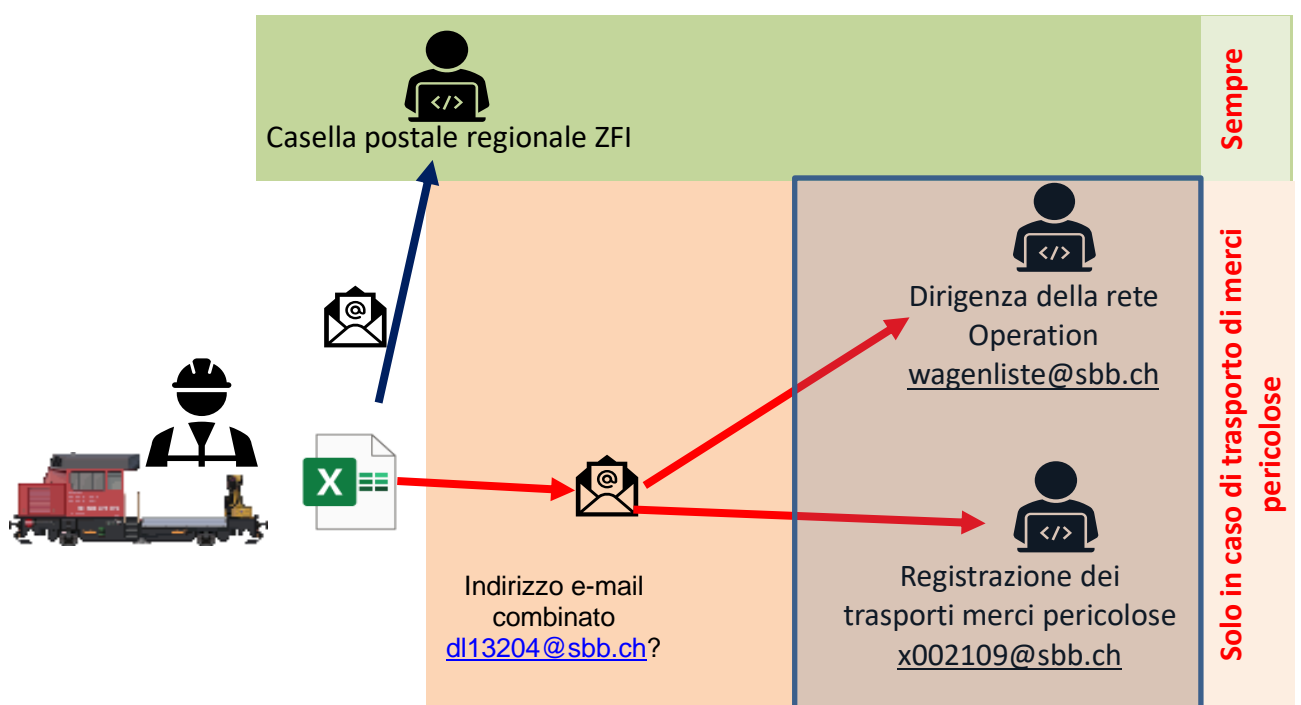 </>
Casella postale regionale ZFI
Sempre
@
</>
Dirigenza della rete
Operation
wagenliste@sbb.ch
X
@
Indirizzo e-mail
combinato
dl13204@sbb.ch?
</>
Registrazione dei
trasporti merci pericolose
x002109@sbb.ch
Solo in caso di trasporto di merci
pericolose